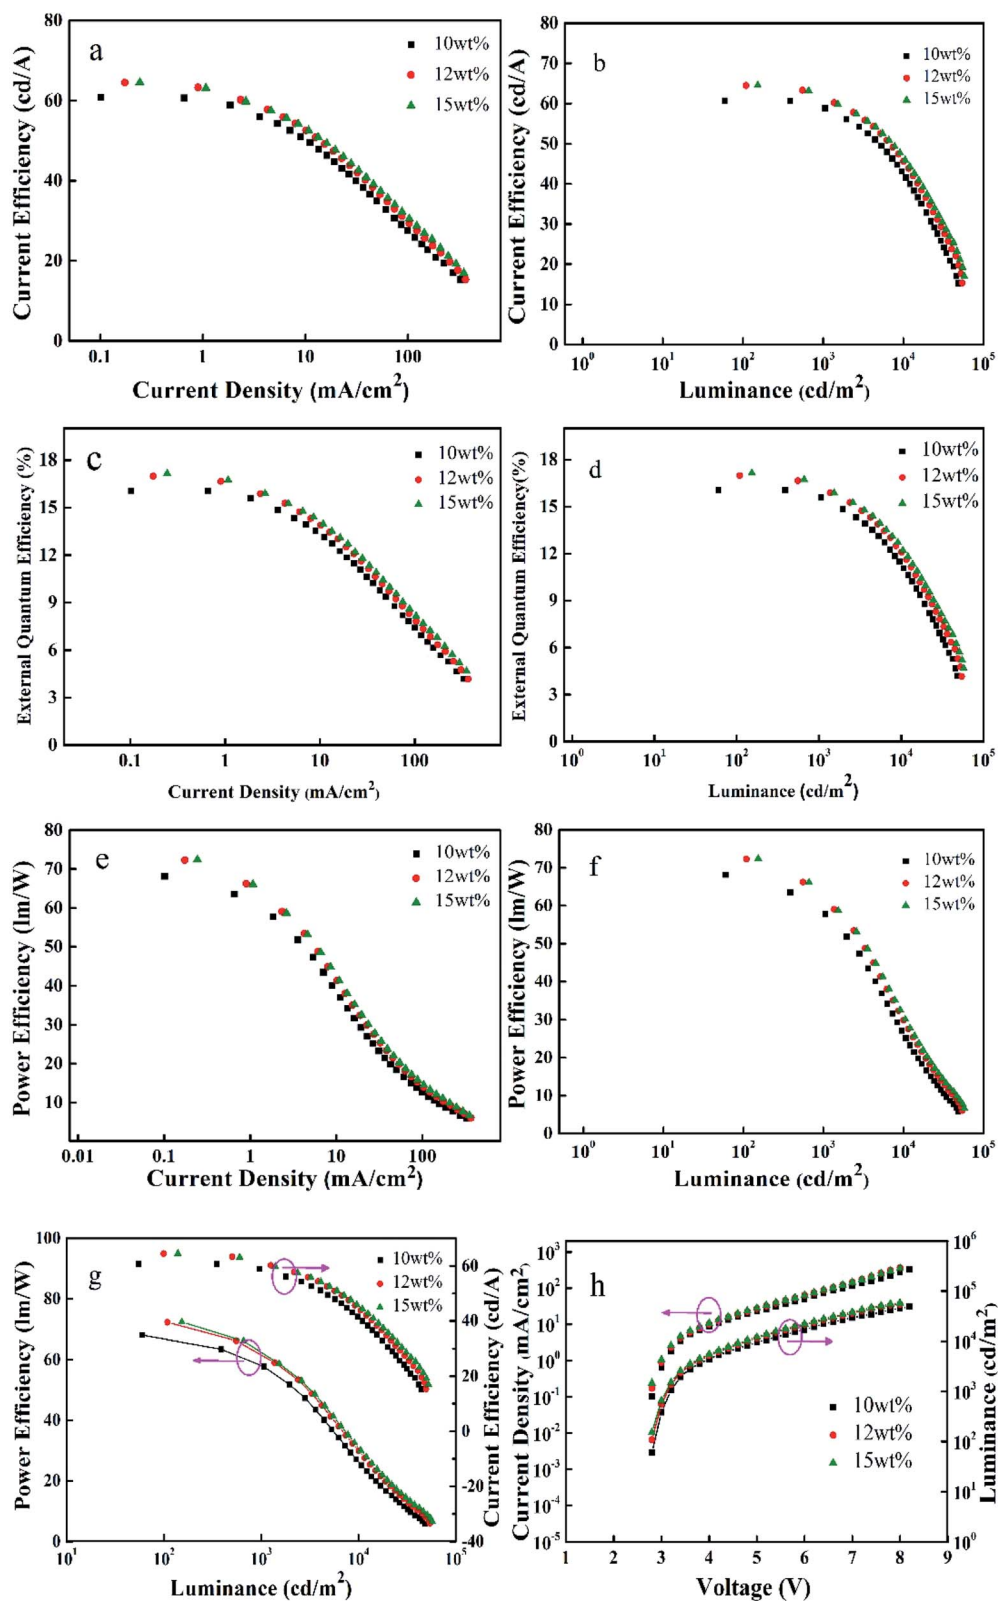 a
10wt%
12wt%
15wt%
Current Efficiency (cd/A)
80
60
40
20
0
0.1 1 10 100
Current Density (mA/cm²)
b
10wt%
12wt%
15wt%
Current Efficiency (cd/A)
80
70
60
50
40
30
20
10
0
10⁰ 10¹ 10² 10³ 10⁴ 10⁵
Luminance (cd/m²)
c
10wt%
12wt%
15wt%
External Quantum Efficiency (%)
18
15
12
9
6
3
0
0.1 1 10 100
Current Density (mA/cm²)
d
10wt%
12wt%
15wt%
External Quantum Efficiency(%)
18
15
12
9
6
3
0
10⁰ 10¹ 10² 10³ 10⁴ 10⁵
Luminance (cd/m²)
e
10wt%
12wt%
15wt%
Power Efficiency (lm/W)
80
70
60
50
40
30
20
10
0.01 0.1 1 10 100
Current Density (mA/cm²)
f
10wt%
12wt%
15wt%
Power Efficiency (lm/W)
80
70
60
50
40
30
20
10
0
10⁰ 10¹ 10² 10³ 10⁴ 10⁵
Luminance (cd/m²)
g
10wt%
12wt%
15wt%
Power Efficiency (lm/W)
100
80
60
40
20
0
Current Efficiency (cd/A)
60
40
20
0
-20
-40
10¹ 10² 10³ 10⁴ 10⁵
Luminance (cd/m²)
h
10wt%
12wt%
15wt%
Current Density (mA/cm²)
10³
10²
10¹
10⁰
10⁻¹
10⁻²
10⁻³
10⁻⁴
10⁻⁵
Luminance (cd/m²)
10⁶
10⁵
10⁴
10³
10²
10¹
10⁰
1 2 3 4 5 6 7 8 9
Voltage (V)